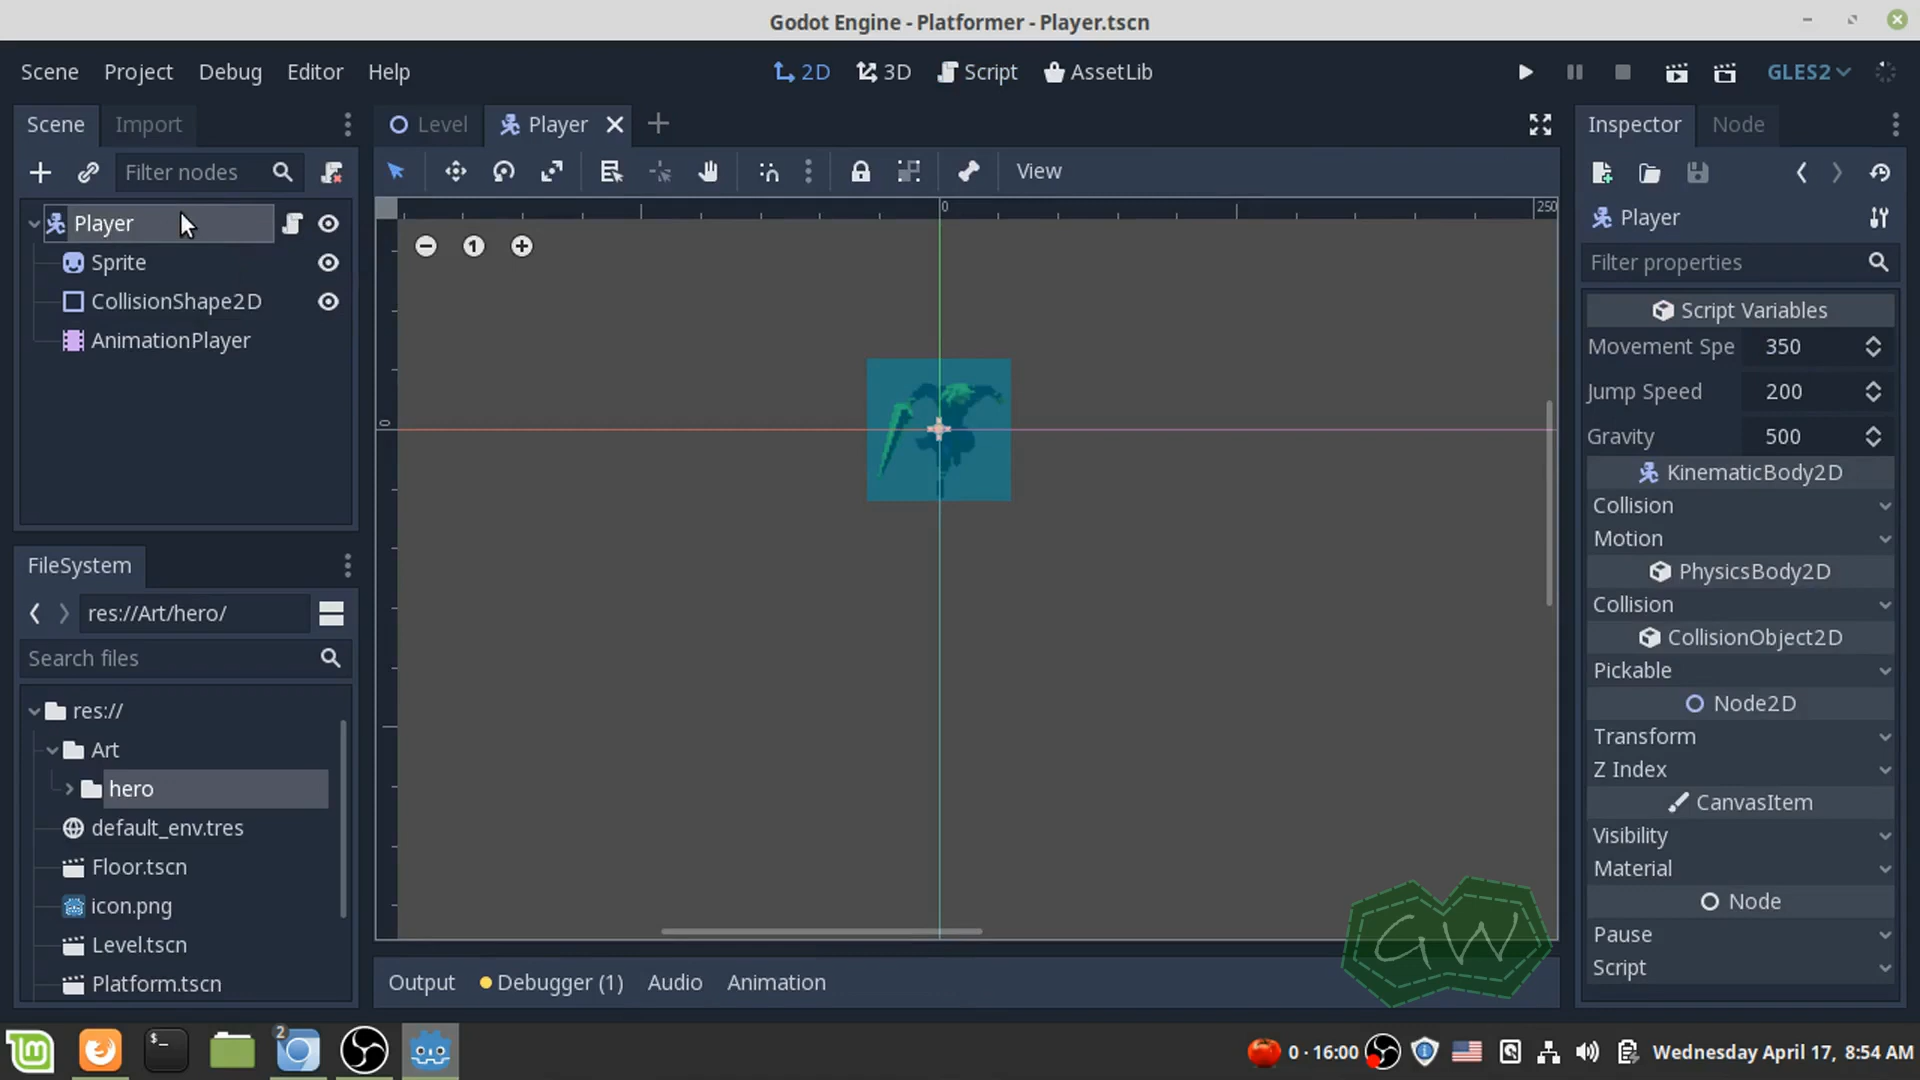 Godot Engine - Platformer - Player.tscn
Scene Project Debug Editor Help
2D 3D Script AssetLib
GLES2
Scene Import
Level Player
Inspector Node
Filter nodes
View
Player
Sprite
CollisionShape2D
AnimationPlayer
0
250
0
1
Player
Filter properties
Script Variables
Movement Spe 350
Jump Speed 200
Gravity 500
KinematicBody2D
Collision
Motion
PhysicsBody2D
Collision
CollisionObject2D
Pickable
Node2D
Transform
Z Index
CanvasItem
Visibility
Material
Node
Pause
Script
FileSystem
res://Art/hero/
Search files
res://
Art
hero
default_env.tres
Floor.tscn
icon.png
Level.tscn
Platform.tscn
GW
Output Debugger (1) Audio Animation
2
0 · 16:00
Wednesday April 17, 8:54 AM